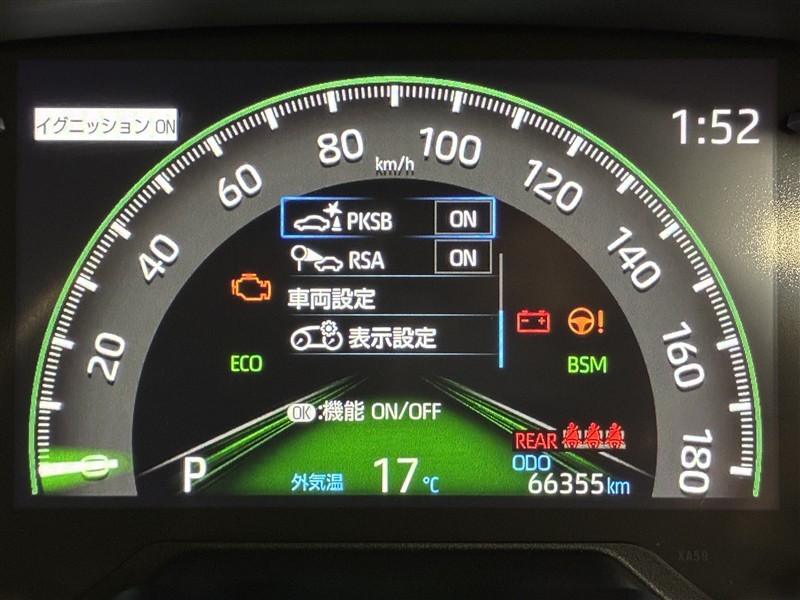 イグニッション ON
1:52
80
100
km/h
60
120
PKSB ON
40
140
RSA ON
車両設定
20
160
表示設定
ECO
BSM
OK:機能 ON/OFF
REAR
0
180
P
外気温 17℃
ODO
66355km
XA50